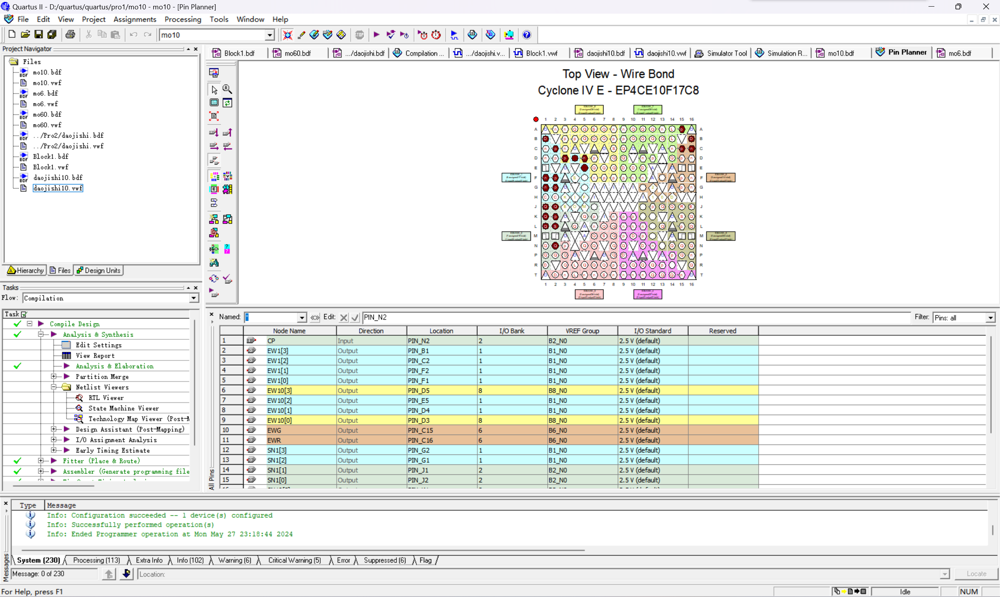 Quartus II - D:/quartus/quartus/pro1/mo10 - mo10 - [Pin Planner]
File Edit View Project Assignments Processing Tools Window Help
mo10
Project Navigator
Files
mo10.bdf
mo10.vwf
mo6.bdf
mo6.vwf
mo60.bdf
mo60.vwf
../Pro2/daojishi.bdf
../Pro2/daojishi.vwf
Block1.bdf
Block1.vwf
daojishi10.bdf
daojishi10.vwf
Hierarchy Files Design Units
Tasks
Flow: Compilation
Task
Compile Design
Analysis & Synthesis
Edit Settings
View Report
Analysis & Elaboration
Partition Merge
Netlist Viewers
RTL Viewer
State Machine Viewer
Technology Map Viewer (Post-M
Design Assistant (Post-Mapping)
I/O Assignment Analysis
Early Timing Estimate
Fitter (Place & Route)
Assembler (Generate programming file
Block1.bdf mo60.bdf .../daojishi.bdf Compilation ... .../daojishi.v... Block1.vwf daojishi10.bdf daojishi10.vwf Simulator Tool Simulation R... mo10.bdf Pin Planner mo6.bdf
Top View - Wire Bond
Cyclone IV E - EP4CE10F17C8
1 2 3 4 5 6 7 8 9 10 11 12 13 14 15 16
A A
B B
C C
D D
E E
F F
G G
H H
J J
K K
L L
M M
N N
P P
R R
T T
1 2 3 4 5 6 7 8 9 10 11 12 13 14 15 16
Named: * Edit: PIN_N2 Filter: Pins: all
Node Name Direction Location I/O Bank VREF Group I/O Standard Reserved
1 CP Input PIN_N2 2 B2_N0 2.5 V (default)
2 EW1[3] Output PIN_B1 1 B1_N0 2.5 V (default)
3 EW1[2] Output PIN_C2 1 B1_N0 2.5 V (default)
4 EW1[1] Output PIN_F2 1 B1_N0 2.5 V (default)
5 EW1[0] Output PIN_F1 1 B1_N0 2.5 V (default)
6 EW10[3] Output PIN_D5 8 B8_N0 2.5 V (default)
7 EW10[2] Output PIN_E5 1 B1_N0 2.5 V (default)
8 EW10[1] Output PIN_D4 1 B1_N0 2.5 V (default)
9 EW10[0] Output PIN_D3 8 B8_N0 2.5 V (default)
10 EWG Output PIN_C15 6 B6_N0 2.5 V (default)
11 EWR Output PIN_C16 6 B6_N0 2.5 V (default)
12 SN1[3] Output PIN_G2 1 B1_N0 2.5 V (default)
13 SN1[2] Output PIN_G1 1 B1_N0 2.5 V (default)
14 SN1[1] Output PIN_J1 2 B2_N0 2.5 V (default)
15 SN1[0] Output PIN_J2 2 B2_N0 2.5 V (default)
All Pins
Type Message
Info: Configuration succeeded -- 1 device(s) configured
Info: Successfully performed operation(s)
Info: Ended Programmer operation at Mon May 27 23:18:44 2024
System (230) Processing (113) Extra Info Info (102) Warning (6) Critical Warning (5) Error Suppressed (6) Flag
Messages
Message: 0 of 230 Location: Locate
For Help, press F1 Idle NUM